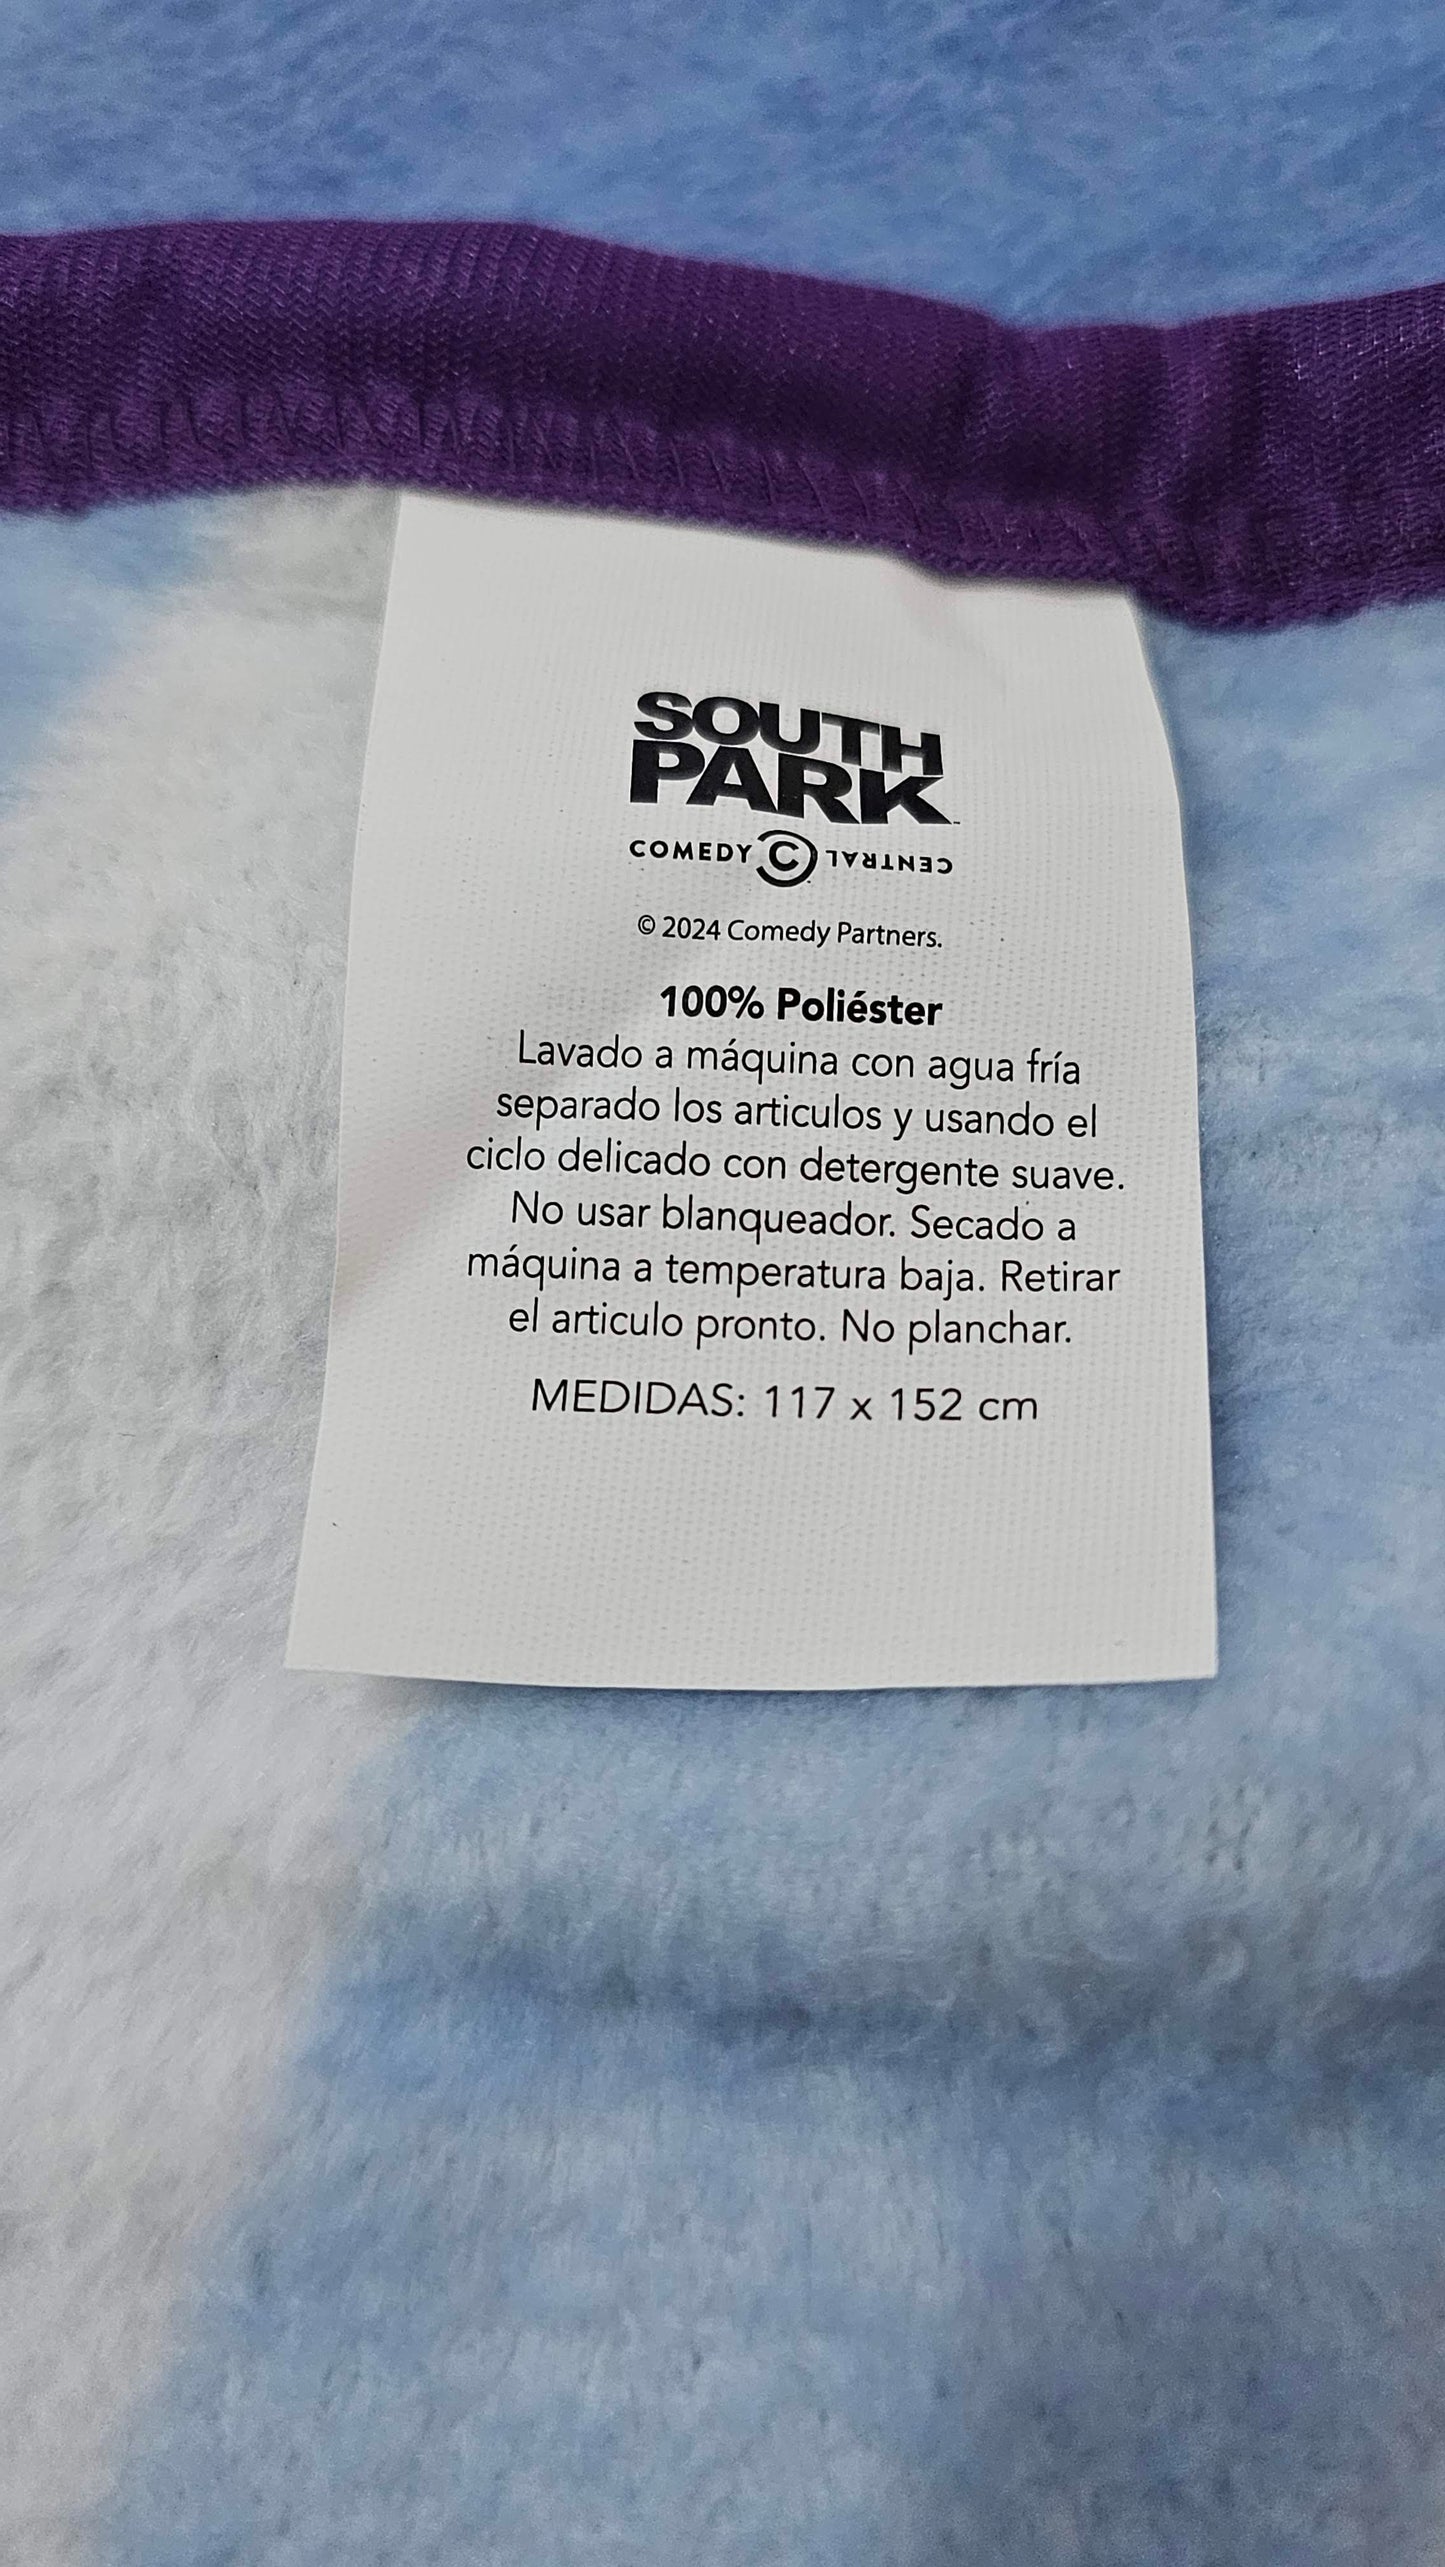 SOUTH
PARK™
COMEDY C CENTRAL
© 2024 Comedy Partners.
100% Poliéster
Lavado a máquina con agua fría
separado los articulos y usando el
ciclo delicado con detergente suave.
No usar blanqueador. Secado a
máquina a temperatura baja. Retirar
el articulo pronto. No planchar.
MEDIDAS: 117 x 152 cm